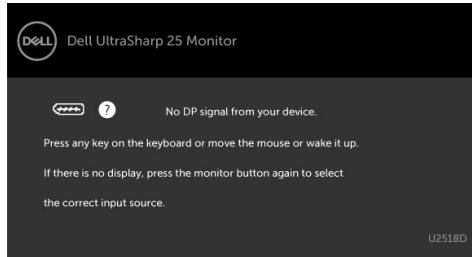 DELL
Dell UltraSharp 25 Monitor
? No DP signal from your device.
Press any key on the keyboard or move the mouse or wake it up.
If there is no display, press the monitor button again to select
the correct input source.
U2518D